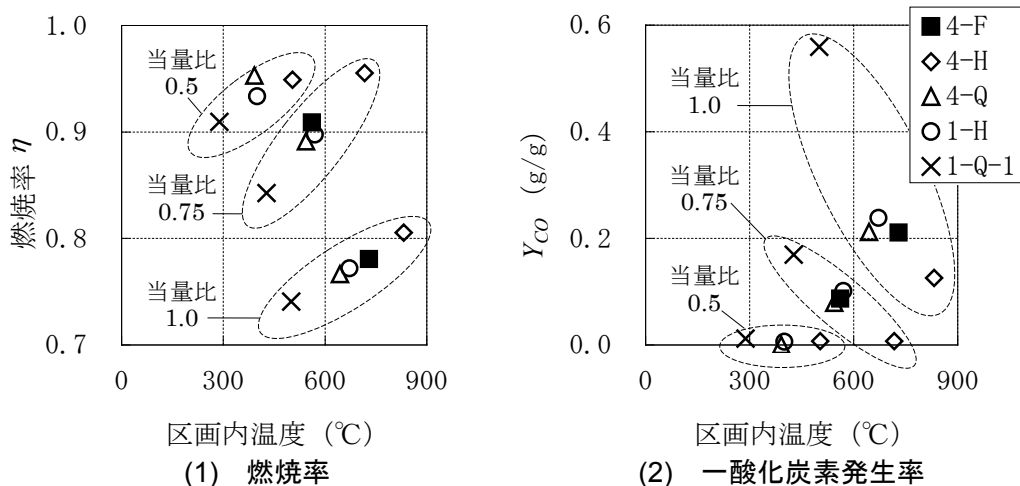 1.0
0.9
0.8
0.7
0
300
600
900
燃焼率 η
区画内温度 (℃)
当量比
0.5
当量比
0.75
当量比
1.0
(1) 燃焼率
0.6
0.4
0.2
0.0
0
300
600
900
YCO (g/g)
区画内温度 (℃)
当量比
1.0
当量比
0.75
当量比
0.5
4-F
4-H
4-Q
1-H
1-Q-1
(2) 一酸化炭素発生率